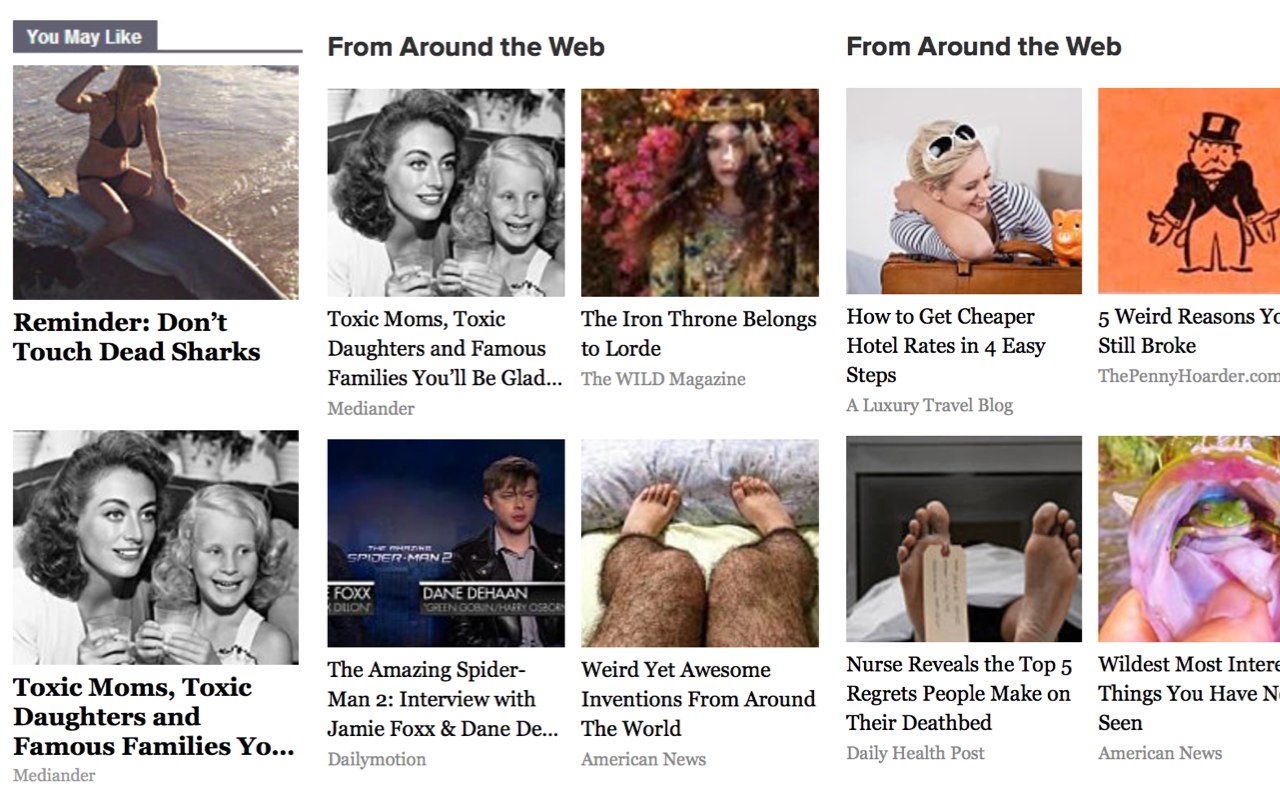 You May Like
Reminder: Don't
Touch Dead Sharks
Toxic Moms, Toxic
Daughters and
Famous Families Yo...
Mediander
From Around the Web
Toxic Moms, Toxic
Daughters and Famous
Families You'll Be Glad...
Mediander
The Iron Throne Belongs
to Lorde
The WILD Magazine
THE AMAZING
SPIDER-MAN 2
E FOXX
X DILLON"
DANE DEHAAN
"GREEN GOBLIN/HARRY OSBORN
The Amazing Spider-
Man 2: Interview with
Jamie Foxx & Dane De...
Dailymotion
Weird Yet Awesome
Inventions From Around
The World
American News
From Around the Web
How to Get Cheaper
Hotel Rates in 4 Easy
Steps
A Luxury Travel Blog
5 Weird Reasons Yo
Still Broke
ThePennyHoarder.com
Nurse Reveals the Top 5
Regrets People Make on
Their Deathbed
Daily Health Post
Wildest Most Intere
Things You Have N
Seen
American News